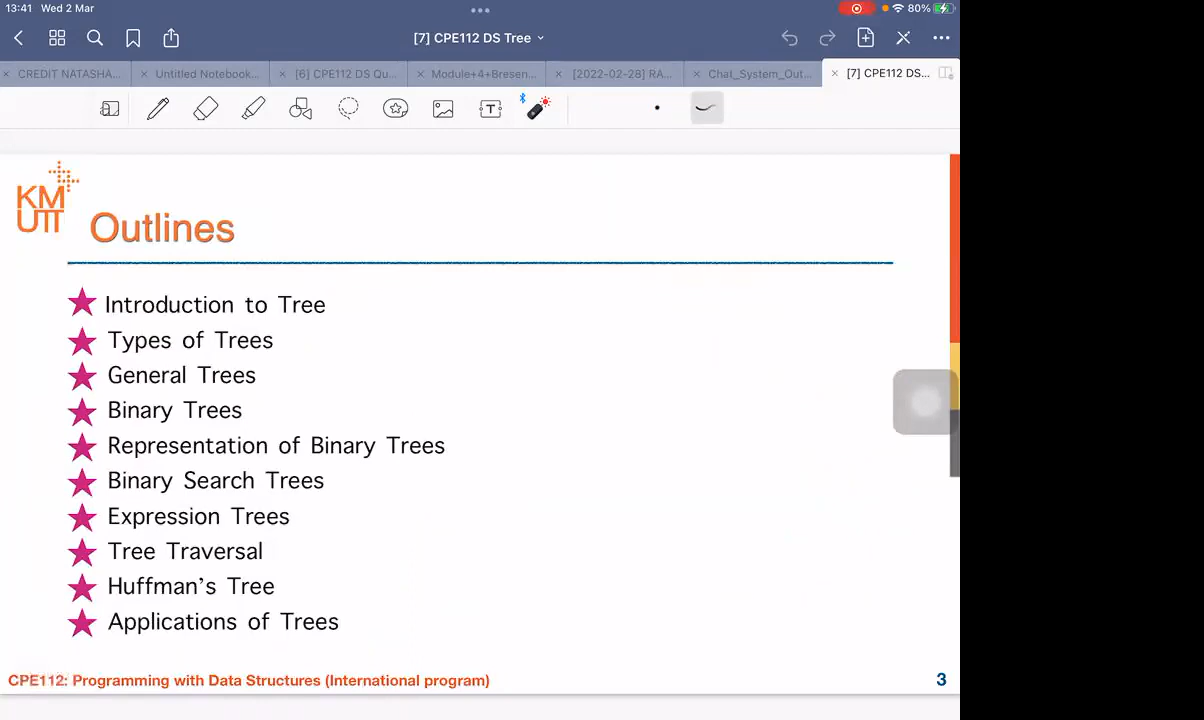 13:41 Wed 2 Mar
80%
[7] CPE112 DS Tree
CREDIT NATASHA...
Untitled Notebook...
[6] CPE112 DS Qu...
Module+4+Bresen...
[2022-02-28] RA...
Chat_System_Out...
[7] CPE112 DS...
KM
UTT
Outlines
Introduction to Tree
Types of Trees
General Trees
Binary Trees
Representation of Binary Trees
Binary Search Trees
Expression Trees
Tree Traversal
Huffman's Tree
Applications of Trees
CPE112: Programming with Data Structures (International program)
3